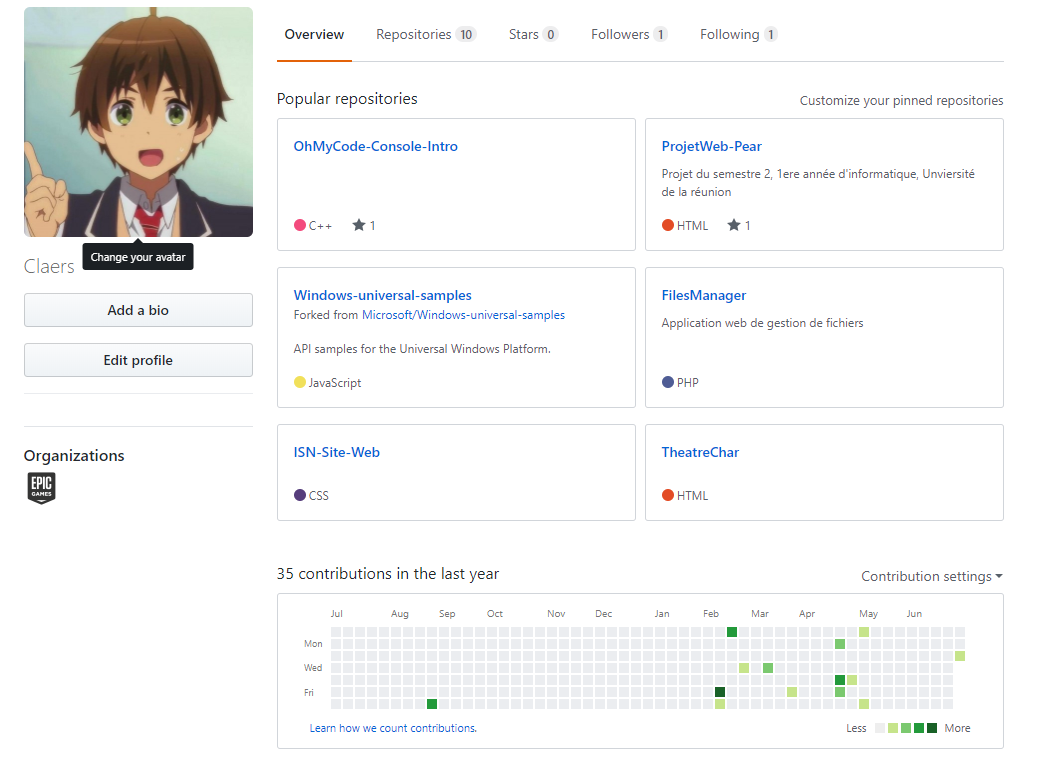 Overview Repositories 10 Stars 0 Followers 1 Following 1
Popular repositories
Customize your pinned repositories
OhMyCode-Console-Intro
C++ 1
ProjetWeb-Pear
Projet du semestre 2, 1ere année d'informatique, Unviersité
de la réunion
HTML 1
Windows-universal-samples
Forked from Microsoft/Windows-universal-samples
API samples for the Universal Windows Platform.
JavaScript
FilesManager
Application web de gestion de fichiers
PHP
ISN-Site-Web
CSS
TheatreChar
HTML
Change your avatar
Claers
Add a bio
Edit profile
Organizations
EPIC
GAMES
35 contributions in the last year
Contribution settings
Jul Aug Sep Oct Nov Dec Jan Feb Mar Apr May Jun
Mon
Wed
Fri
Learn how we count contributions.
Less More